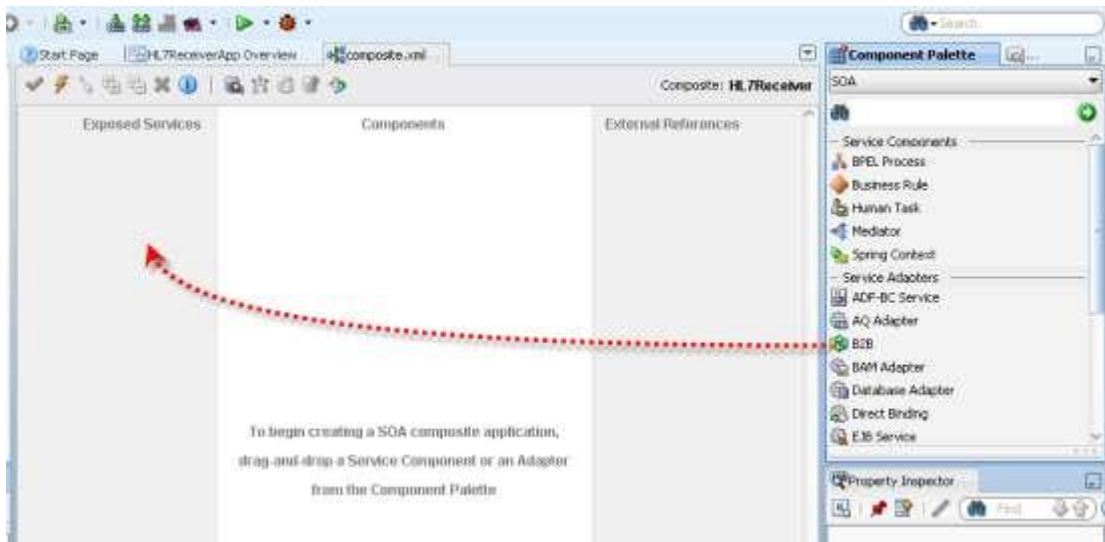 Search
Start Page
HL7ReceiverApp Overview
composite.xml
Component Palette
Composite: HL7Receiver
SOA
Exposed Services
Components
External References
Service Components
BPEL Process
Business Rule
Human Task
Mediator
Spring Context
Service Adapters
ADF-BC Service
AQ Adapter
B2B
BAM Adapter
Database Adapter
Direct Binding
EJB Service
To begin creating a SOA composite application,
drag-and-drop a Service Component or an Adapter
from the Component Palette
Property Inspector
Find